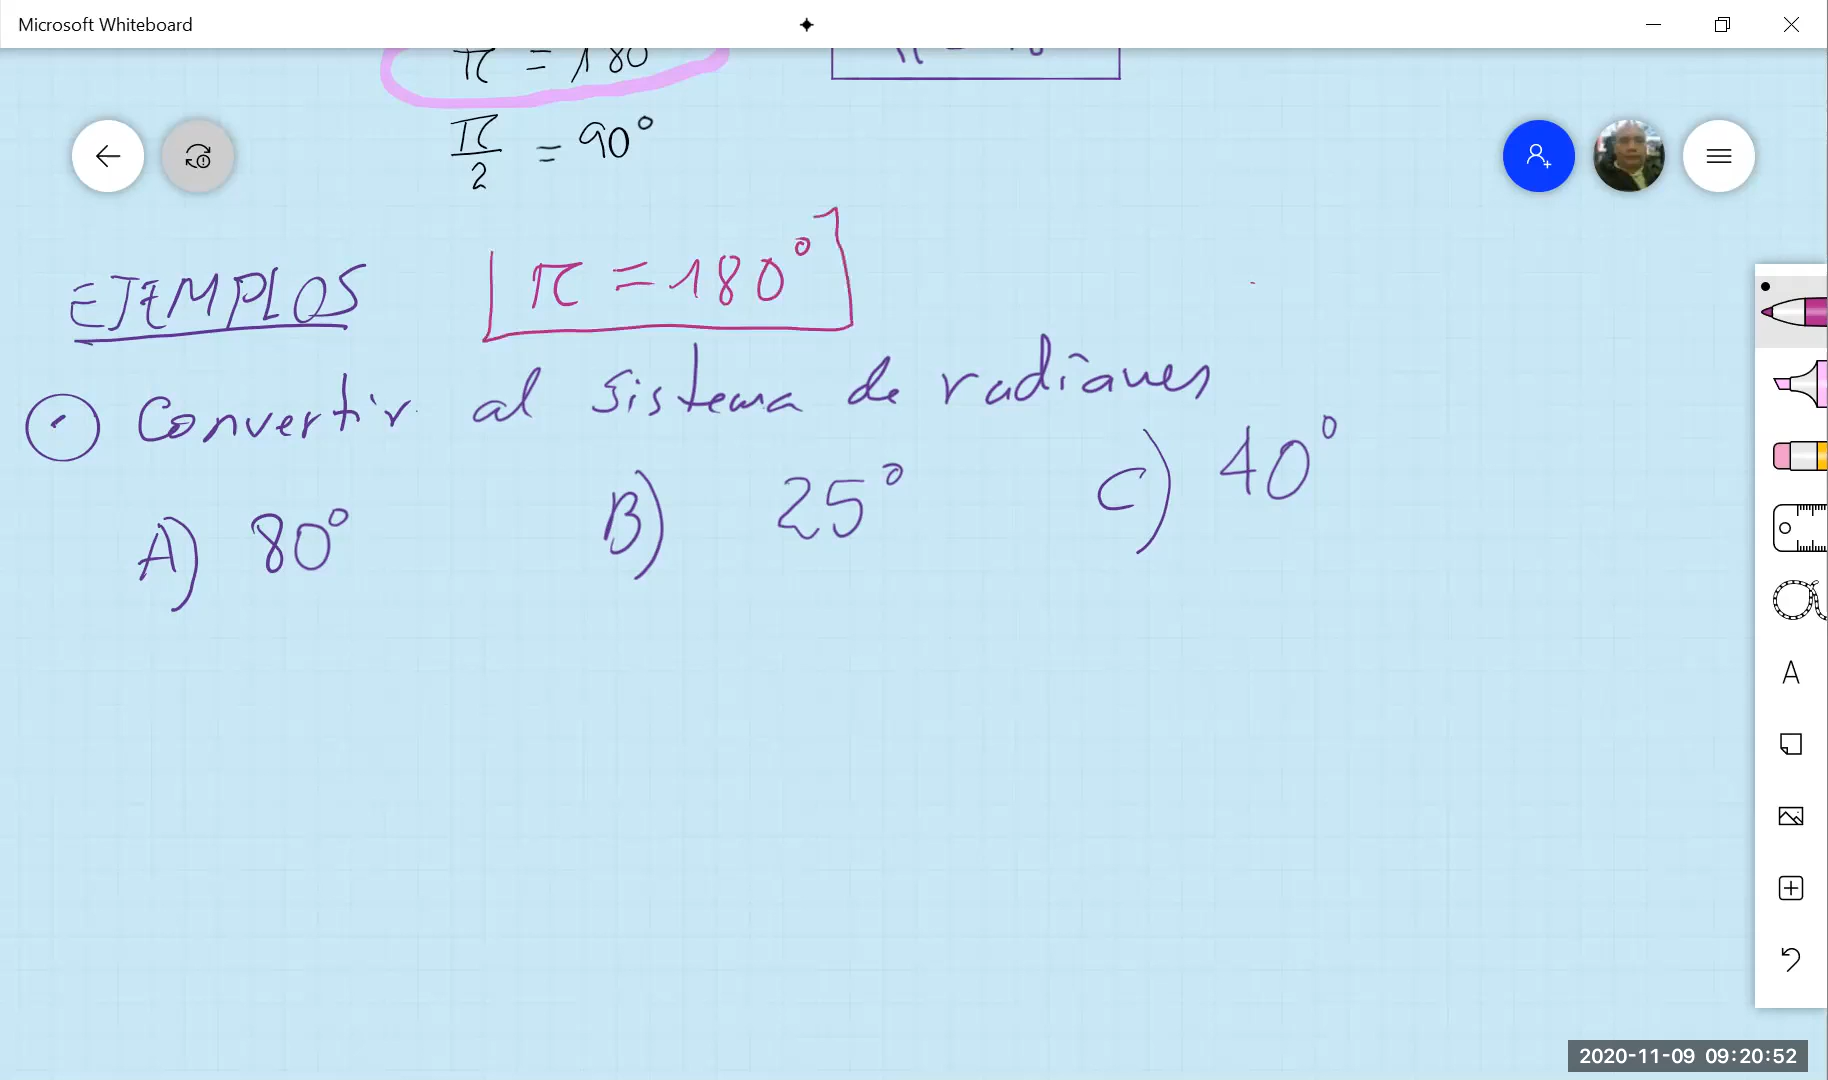 Microsoft Whiteboard
π = 180
π/2 = 90°
EJEMPLOS π = 180°
Convertir al sistema de radianes
A) 80° B) 25° C) 40°
A
2020-11-09 09:20:52